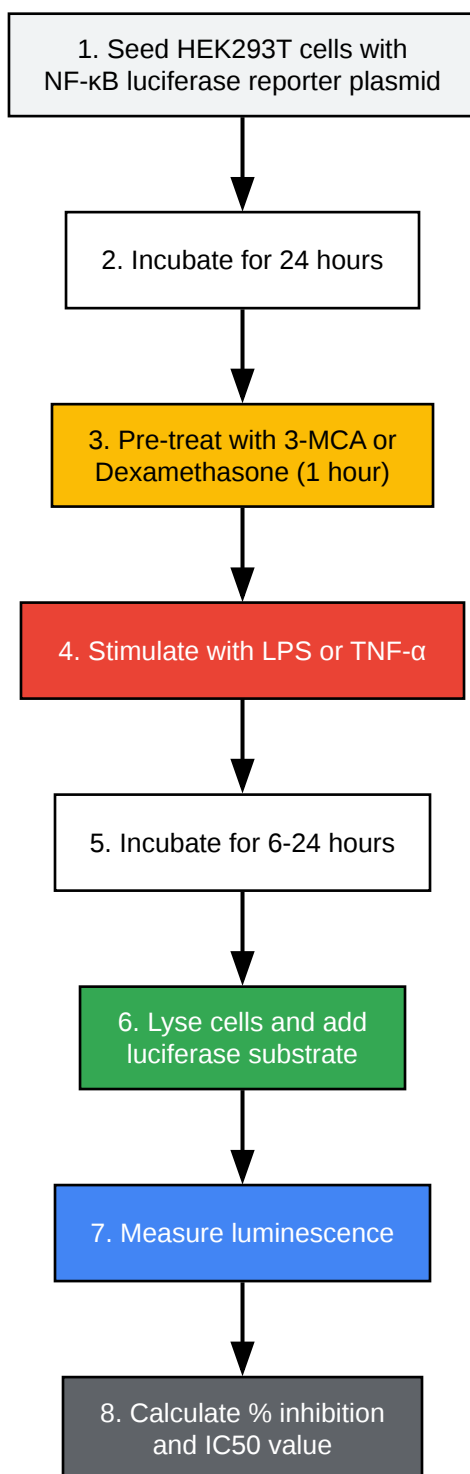 1. Seed HEK293T cells with
NF-κB luciferase reporter plasmid
2. Incubate for 24 hours
3. Pre-treat with 3-MCA or
Dexamethasone (1 hour)
4. Stimulate with LPS or TNF-α
5. Incubate for 6-24 hours
6. Lyse cells and add
luciferase substrate
7. Measure luminescence
8. Calculate % inhibition
and IC50 value